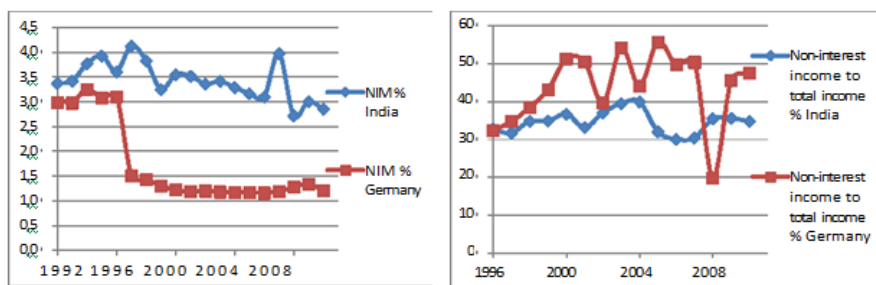 4,5
4,0
3,5
3,0
2,5
2,0
1,5
1,0
0,5
0,0
1992 1996 2000 2004 2008
NIM%
India
NIM %
Germany
60
50
40
30
20
10
0
1996 2000 2004 2008
Non-interest
income to
total income
% India
Non-interest
income to
total income
% Germany